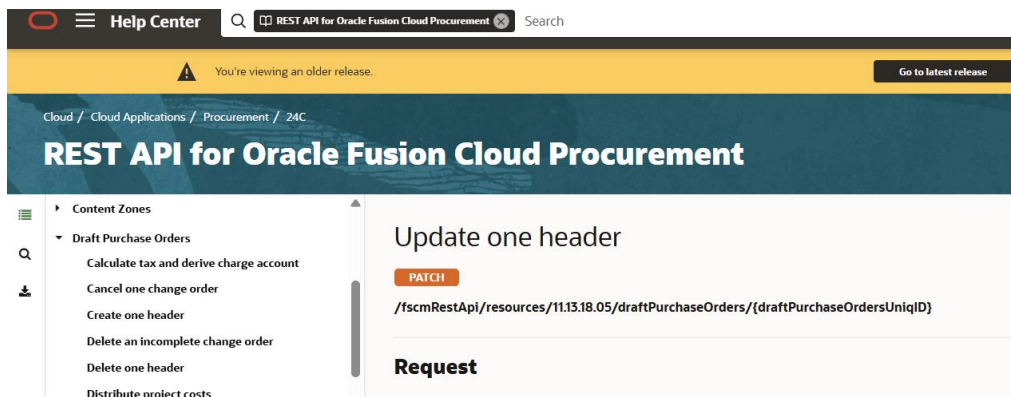 Help Center
REST API for Oracle Fusion Cloud Procurement
Search
You're viewing an older release.
Go to latest release
Cloud / Cloud Applications / Procurement / 24C
REST API for Oracle Fusion Cloud Procurement
Content Zones
Draft Purchase Orders
Calculate tax and derive charge account
Cancel one change order
Create one header
Delete an incomplete change order
Delete one header
Distribute project costs
Update one header
PATCH
/fscmRestApi/resources/11.13.18.05/draftPurchaseOrders/{draftPurchaseOrdersUniqID}
Request